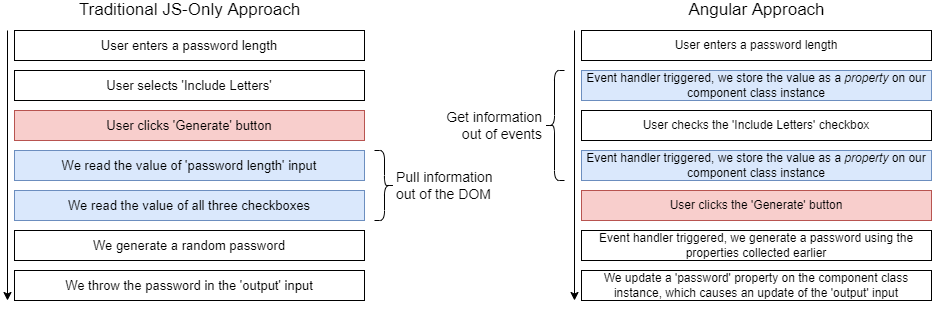 Traditional JS-Only Approach
User enters a password length
User selects 'Include Letters'
User clicks 'Generate' button
We read the value of 'password length' input
We read the value of all three checkboxes
Pull information
out of the DOM
We generate a random password
We throw the password in the 'output' input
Angular Approach
User enters a password length
Event handler triggered, we store the value as a property on our
component class instance
Get information
out of events
User checks the 'Include Letters' checkbox
Event handler triggered, we store the value as a property on our
component class instance
User clicks the 'Generate' button
Event handler triggered, we generate a password using the
properties collected earlier
We update a 'password' property on the component class
instance, which causes an update of the 'output' input